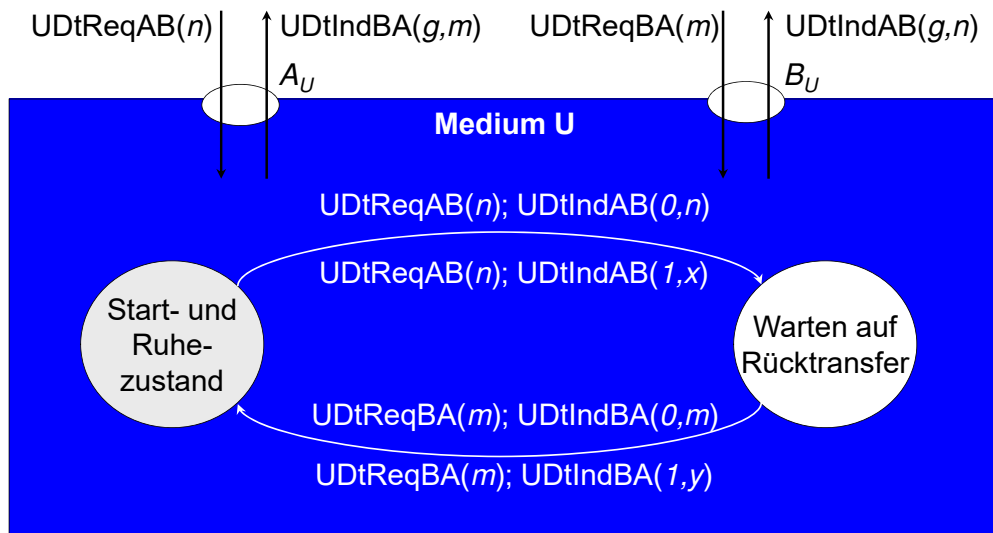 UDtReqAB(n) UDtIndBA(g,m) UDtReqBA(m) UDtIndAB(g,n)
A_U B_U
Medium U
UDtReqAB(n); UDtIndAB(0,n)
UDtReqAB(n); UDtIndAB(1,x)
Start- und
Ruhe-
zustand
Warten auf
Rücktransfer
UDtReqBA(m); UDtIndBA(0,m)
UDtReqBA(m); UDtIndBA(1,y)